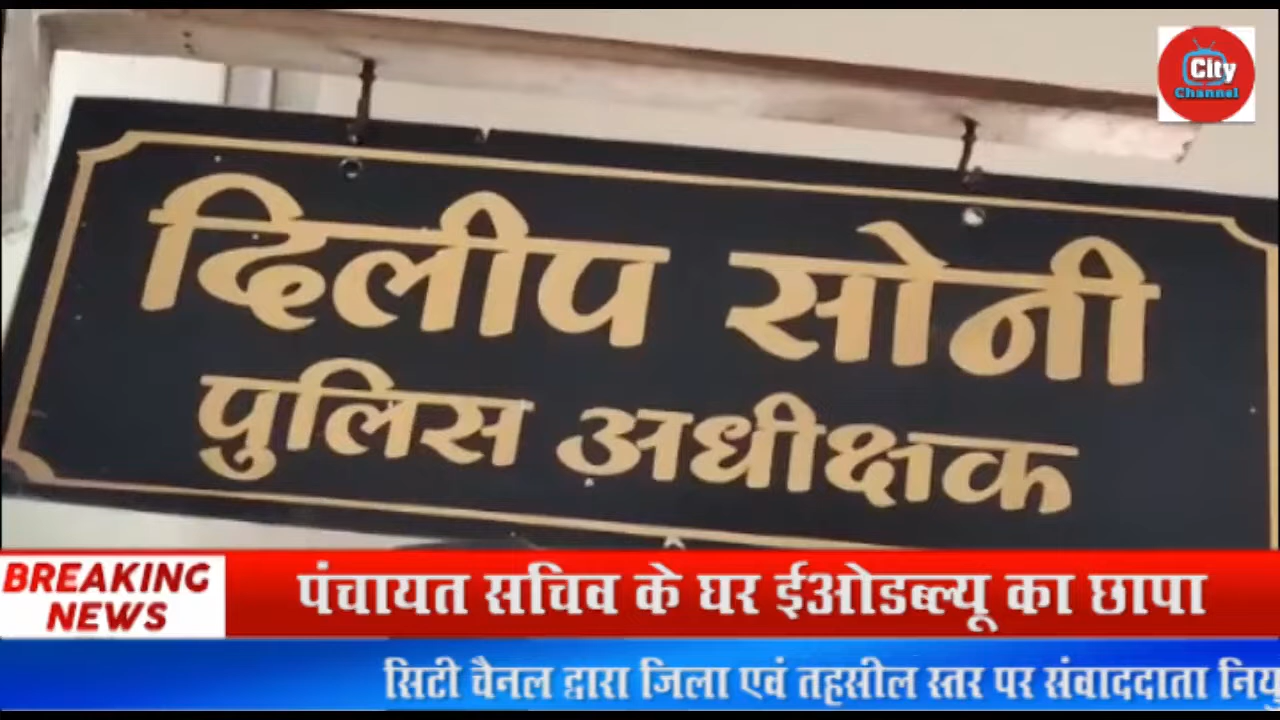 City
Channel
दिलीप सोनी
पुलिस अधीक्षक
BREAKING
NEWS
पंचायत सचिव के घर ईओडब्ल्यू का छापा
सिटी चैनल द्वारा जिला एवं तहसील स्तर पर संवाददाता